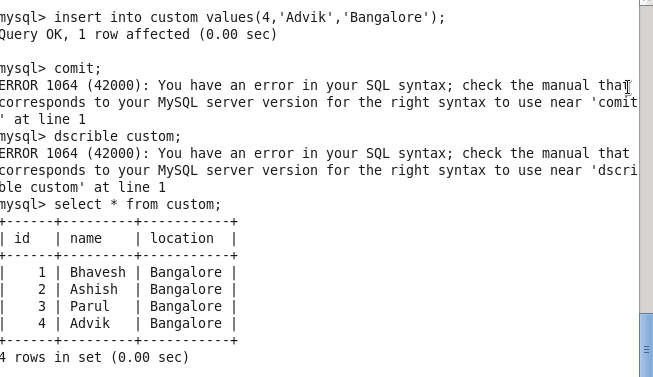 mysql> insert into custom values(4,'Advik','Bangalore');
Query OK, 1 row affected (0.00 sec)
mysql> comit;
ERROR 1064 (42000): You have an error in your SQL syntax; check the manual that
corresponds to your MySQL server version for the right syntax to use near 'comit
' at line 1
mysql> dscrible custom;
ERROR 1064 (42000): You have an error in your SQL syntax; check the manual that
corresponds to your MySQL server version for the right syntax to use near 'dscri
ble custom' at line 1
mysql> select * from custom;
+------+---------+-----------+
| id   | name    | location  |
+------+---------+-----------+
|    1 | Bhavesh | Bangalore |
|    2 | Ashish  | Bangalore |
|    3 | Parul   | Bangalore |
|    4 | Advik   | Bangalore |
+------+---------+-----------+
4 rows in set (0.00 sec)